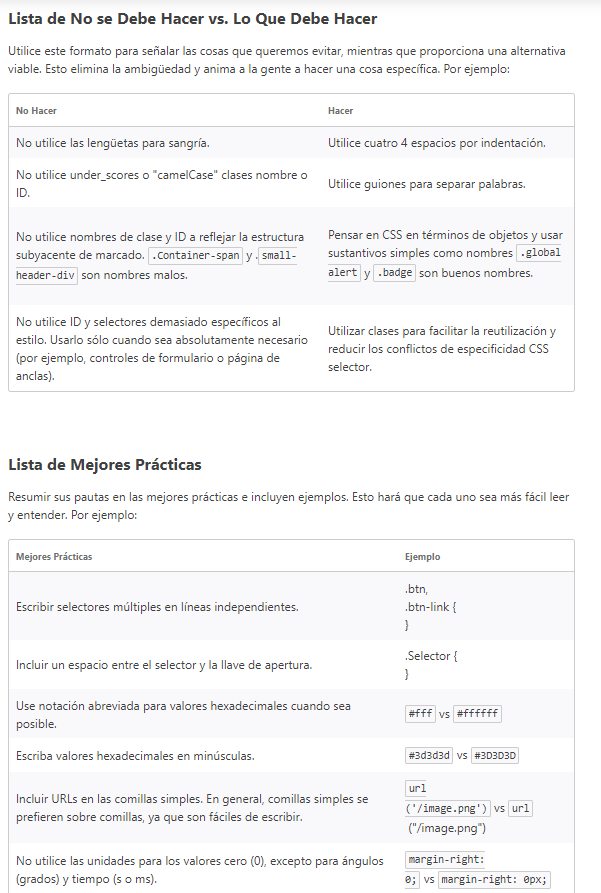 Lista de No se Debe Hacer vs. Lo Que Debe Hacer
Utilice este formato para señalar las cosas que queremos evitar, mientras que proporciona una alternativa
viable. Esto elimina la ambigüedad y anima a la gente a hacer una cosa específica. Por ejemplo:
No Hacer
Hacer
No utilice las lengüetas para sangría.
Utilice cuatro 4 espacios por indentación.
No utilice under_scores o "camelCase" clases nombre o
ID.
Utilice guiones para separar palabras.
No utilice nombres de clase y ID a reflejar la estructura
subyacente de marcado. .Container-span y .small-
header-div son nombres malos.
Pensar en CSS en términos de objetos y usar
sustantivos simples como nombres .global
alert y .badge son buenos nombres.
No utilice ID y selectores demasiado específicos al
estilo. Usarlo sólo cuando sea absolutamente necesario
(por ejemplo, controles de formulario o página de
anclas).
Utilizar clases para facilitar la reutilización y
reducir los conflictos de especificidad CSS
selector.
Lista de Mejores Prácticas
Resumir sus pautas en las mejores prácticas e incluyen ejemplos. Esto hará que cada uno sea más fácil leer
y entender. Por ejemplo:
Mejores Prácticas
Ejemplo
Escribir selectores múltiples en líneas independientes.
.btn,
.btn-link {
}
Incluir un espacio entre el selector y la llave de apertura.
.Selector {
}
Use notación abreviada para valores hexadecimales cuando sea
posible.
#fff vs #ffffff
Escriba valores hexadecimales en minúsculas.
#3d3d3d vs #3D3D3D
Incluir URLs en las comillas simples. En general, comillas simples se
prefieren sobre comillas, ya que son fáciles de escribir.
url
('/image.png') vs url
("/image.png")
No utilice las unidades para los valores cero (0), excepto para ángulos
(grados) y tiempo (s o ms).
margin-right:
0; vs margin-right: 0px;